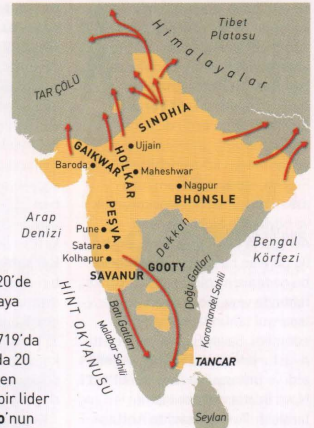 Tibet
Platosu
Himalayalar
TAR ÇÖLÜ
SINDHIA
Ujjain
HOLKAR
GAIKWAR
Baroda
Maheshwar
Nagpur
BHONSLE
PEŞVA
Arap
Denizi
Pune
Satara
Kolhapur
Dekkan
Bengal
Körfezi
SAVANUR
GOOTY
Doğu Gatları
HİNT OKYANUSU
Batı Gatları
Malabar Sahili
Koromandel Sahili
TANCAR
Seylan
20'de
aya
719'da
da 20
en
bir lider
o'nun